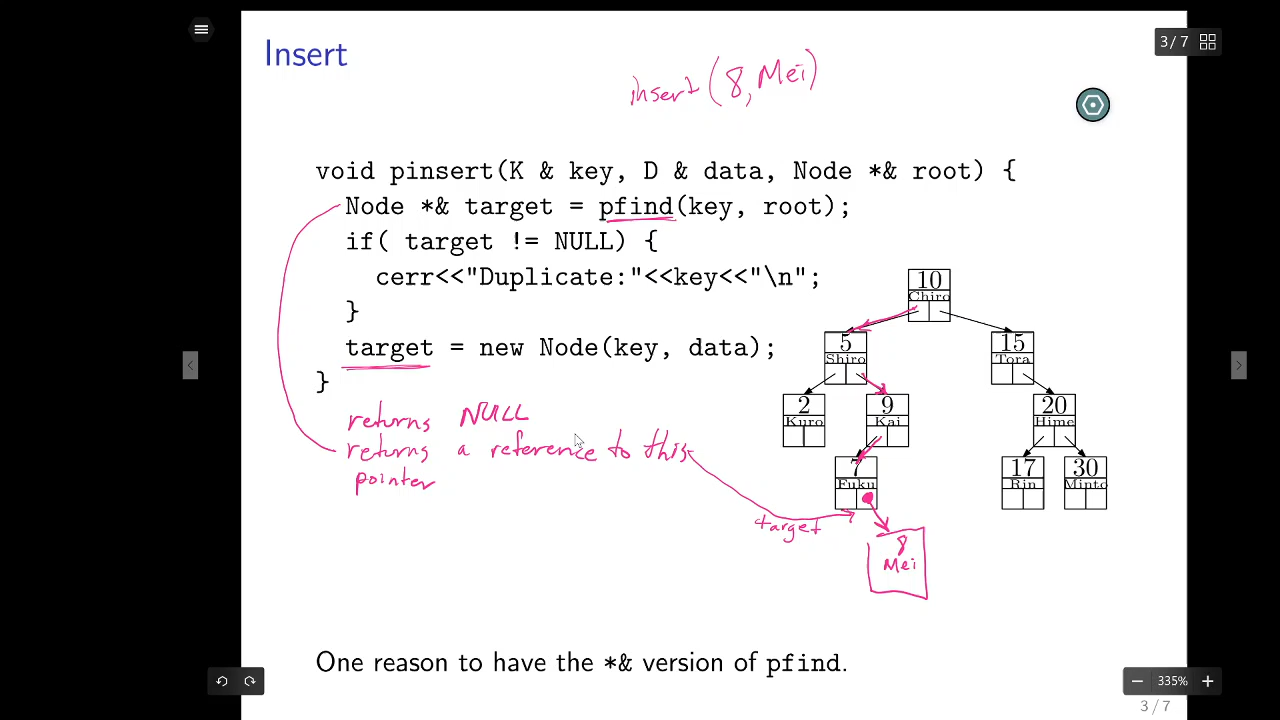 3 / 7
Insert
insert (8, Mei)
void pinsert(K & key, D & data, Node *& root) {
Node *& target = pfind(key, root);
if( target != NULL) {
cerr<<"Duplicate:"<<key<<"\n";
}
target = new Node(key, data);
}
10
Chiro
5
Shiro
15
Tora
2
Kuro
9
Kai
20
Hime
7
Fuku
17
Rin
30
Minto
returns NULL
returns a reference to this
pointer
target
8
Mei
One reason to have the *& version of pfind.
335%
3 / 7